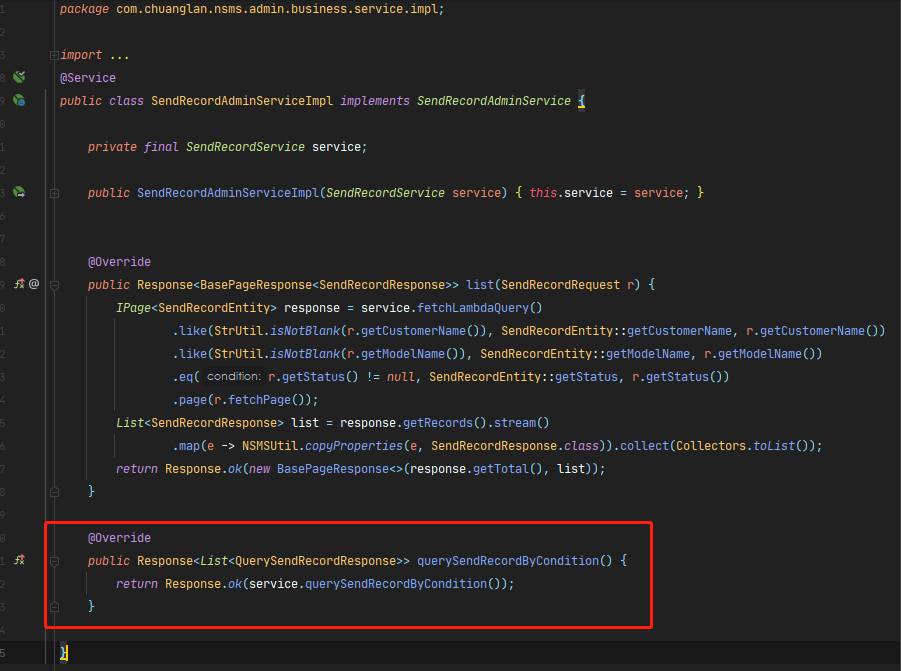 package com.chuanglan.nsms.admin.business.service.impl;
import ...
@Service
public class SendRecordAdminServiceImpl implements SendRecordAdminService {
private final SendRecordService service;
public SendRecordAdminServiceImpl(SendRecordService service) { this.service = service; }
@Override
public Response<BasePageResponse<SendRecordResponse>> list(SendRecordRequest r) {
IPage<SendRecordEntity> response = service.fetchLambdaQuery()
.like(StrUtil.isNotBlank(r.getCustomerName()), SendRecordEntity::getCustomerName, r.getCustomerName())
.like(StrUtil.isNotBlank(r.getModelName()), SendRecordEntity::getModelName, r.getModelName())
.eq( condition: r.getStatus() != null, SendRecordEntity::getStatus, r.getStatus())
.page(r.fetchPage());
List<SendRecordResponse> list = response.getRecords().stream()
.map(e -> NSMSUtil.copyProperties(e, SendRecordResponse.class)).collect(Collectors.toList());
return Response.ok(new BasePageResponse<>(response.getTotal(), list));
}
@Override
public Response<List<QuerySendRecordResponse>> querySendRecordByCondition() {
return Response.ok(service.querySendRecordByCondition());
}
}